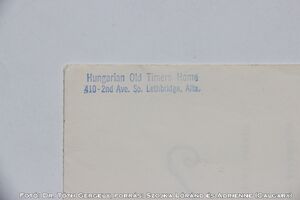 Hungarian Old Timers Home
410-2nd Ave. So. Lethbridge, Alta.
Fotó: Dr. Tóth Gergely, forrás: Szojka Lóránd és Adrienne (Calgary)